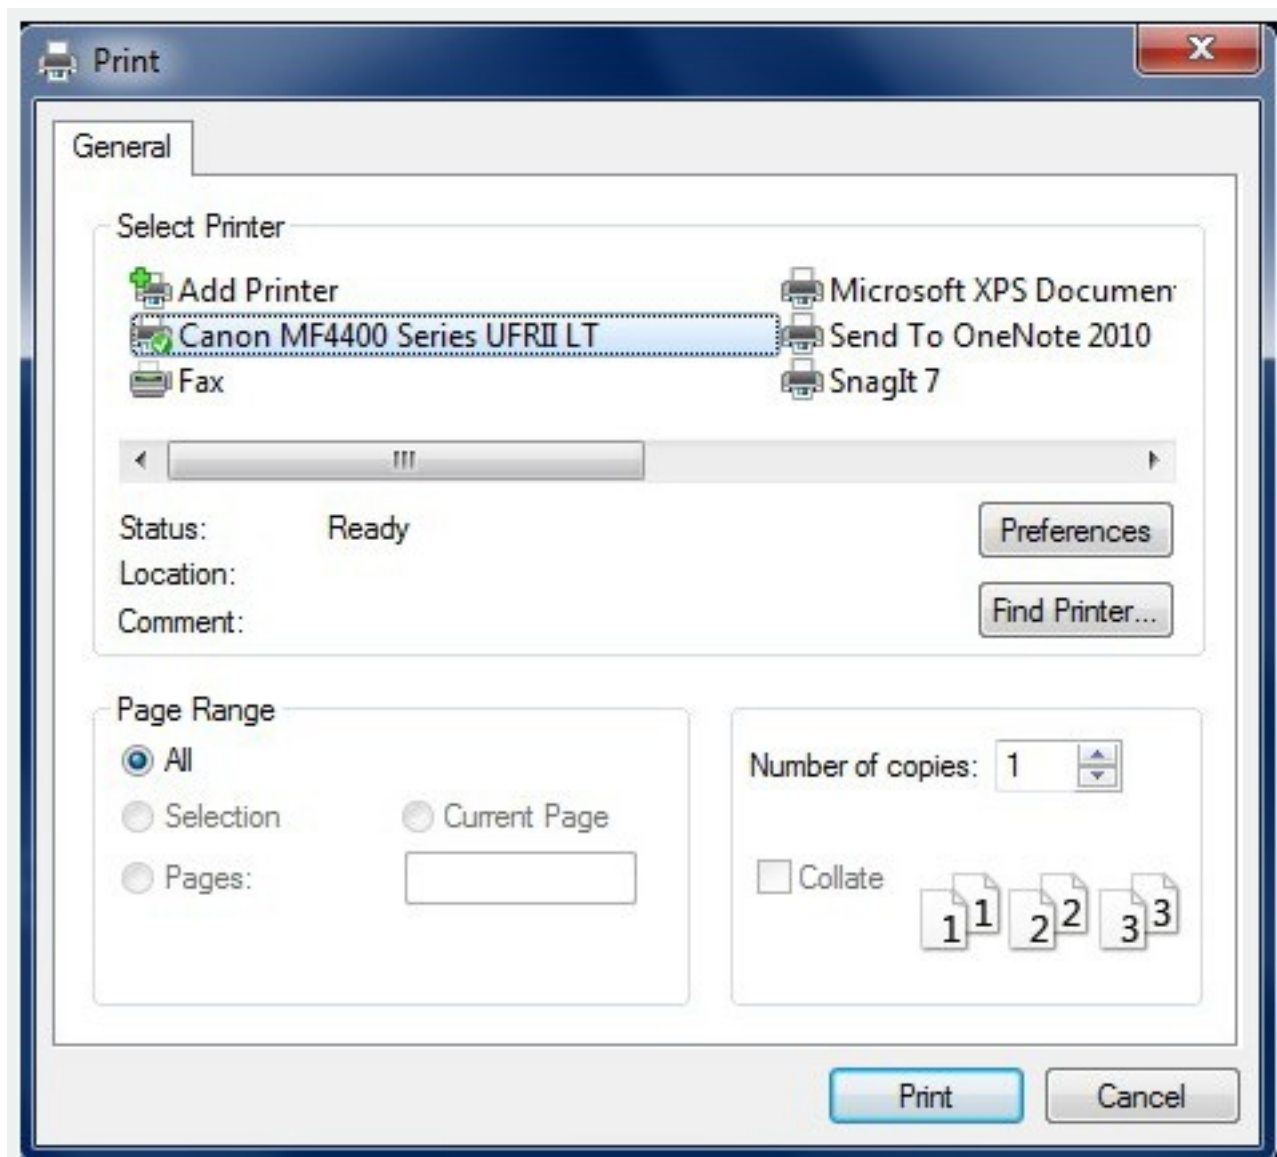 Print
General
Select Printer
Add Printer
Canon MF4400 Series UFRII LT
Fax
Microsoft XPS Documen
Send To OneNote 2010
SnagIt 7
Status: Ready
Location:
Comment:
Preferences
Find Printer...
Page Range
All
Selection Current Page
Pages:
Number of copies: 1
Collate
1 1 2 2 3 3
Print Cancel